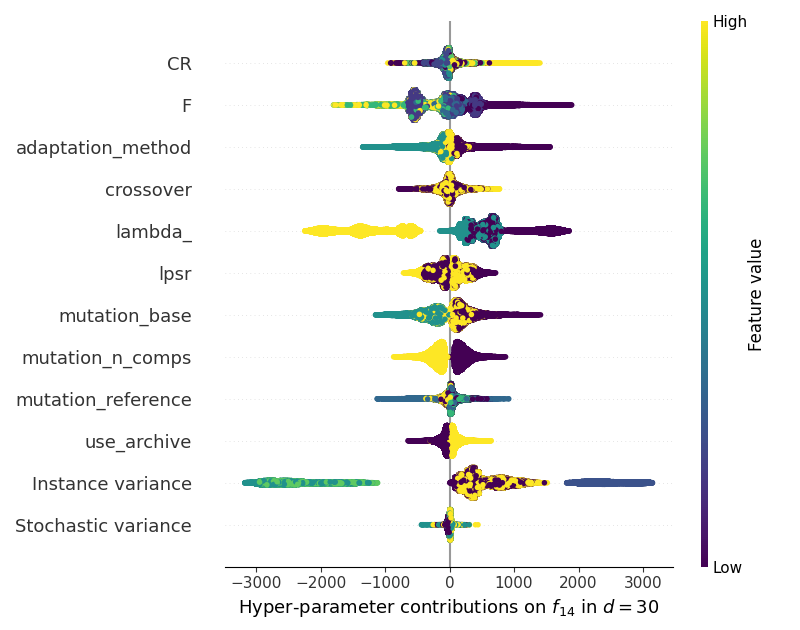 High
CR
F
adaptation_method
crossover
lambda_
lpsr
mutation_base
mutation_n_comps
mutation_reference
use_archive
Instance variance
Stochastic variance
Feature value
Low
−3000 −2000 −1000 0 1000 2000 3000
Hyper-parameter contributions on f₁₄ in d = 30